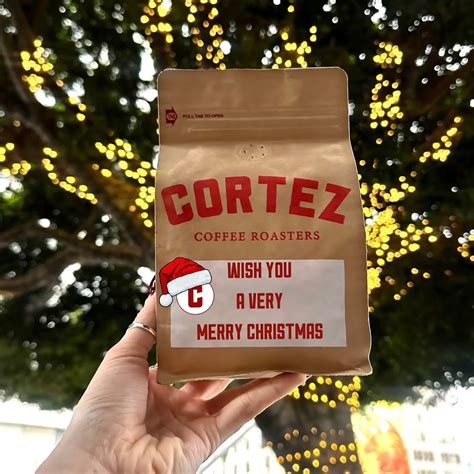 PULL TAB TO OPEN
CORTEZ
COFFEE ROASTERS
WISH YOU
C
A VERY
MERRY CHRISTMAS